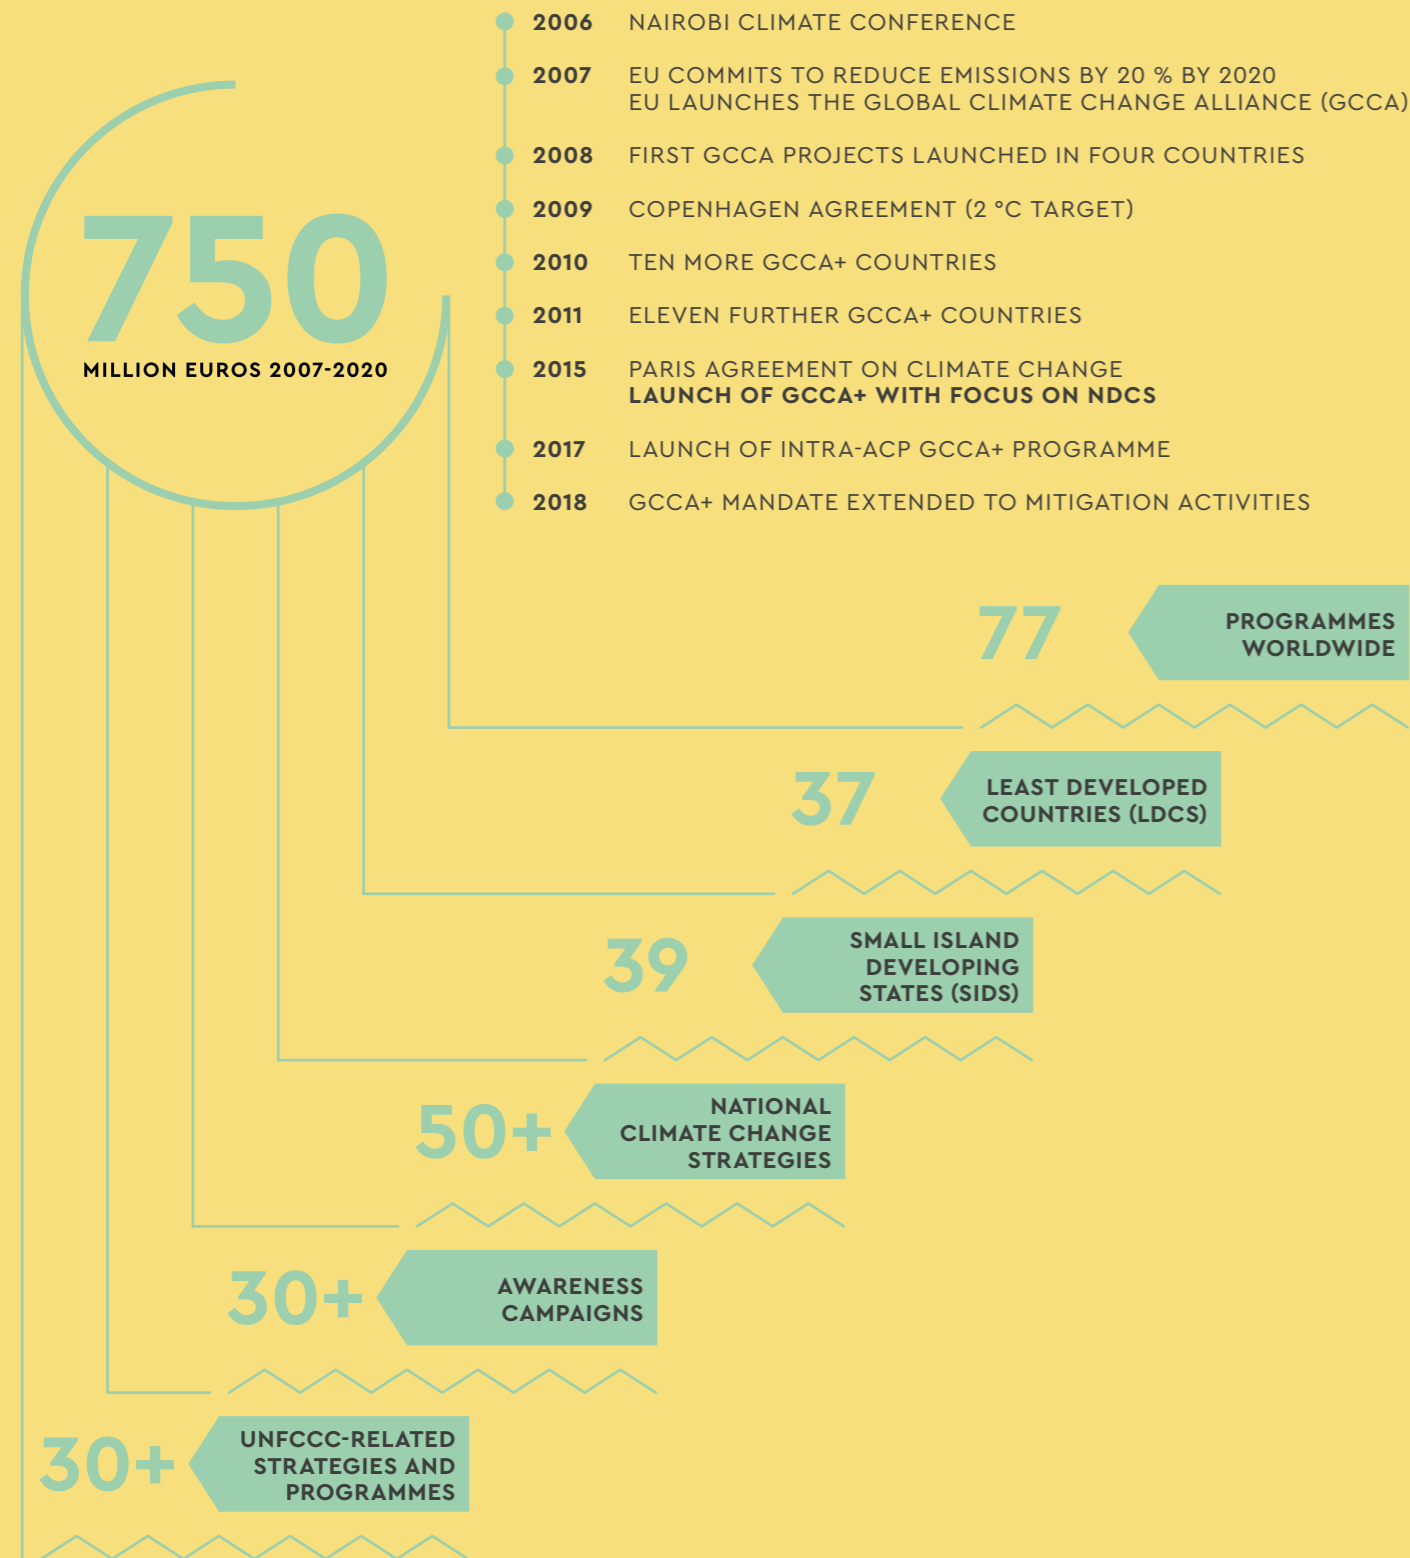 2006 NAIROBI CLIMATE CONFERENCE
2007 EU COMMITS TO REDUCE EMISSIONS BY 20 % BY 2020
EU LAUNCHES THE GLOBAL CLIMATE CHANGE ALLIANCE (GCCA)
2008 FIRST GCCA PROJECTS LAUNCHED IN FOUR COUNTRIES
2009 COPENHAGEN AGREEMENT (2 °C TARGET)
2010 TEN MORE GCCA+ COUNTRIES
2011 ELEVEN FURTHER GCCA+ COUNTRIES
2015 PARIS AGREEMENT ON CLIMATE CHANGE
LAUNCH OF GCCA+ WITH FOCUS ON NDCS
2017 LAUNCH OF INTRA-ACP GCCA+ PROGRAMME
2018 GCCA+ MANDATE EXTENDED TO MITIGATION ACTIVITIES
750
MILLION EUROS 2007-2020
77
PROGRAMMES
WORLDWIDE
37
LEAST DEVELOPED
COUNTRIES (LDCS)
39
SMALL ISLAND
DEVELOPING
STATES (SIDS)
50+
NATIONAL
CLIMATE CHANGE
STRATEGIES
30+
AWARENESS
CAMPAIGNS
30+
UNFCCC-RELATED
STRATEGIES AND
PROGRAMMES